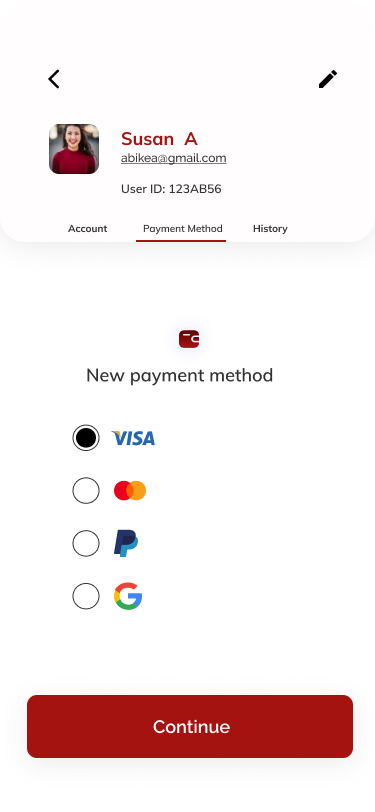 Susan A
abikea@gmail.com
User ID: 123AB56
Account Payment Method History
New payment method
VISA
Continue